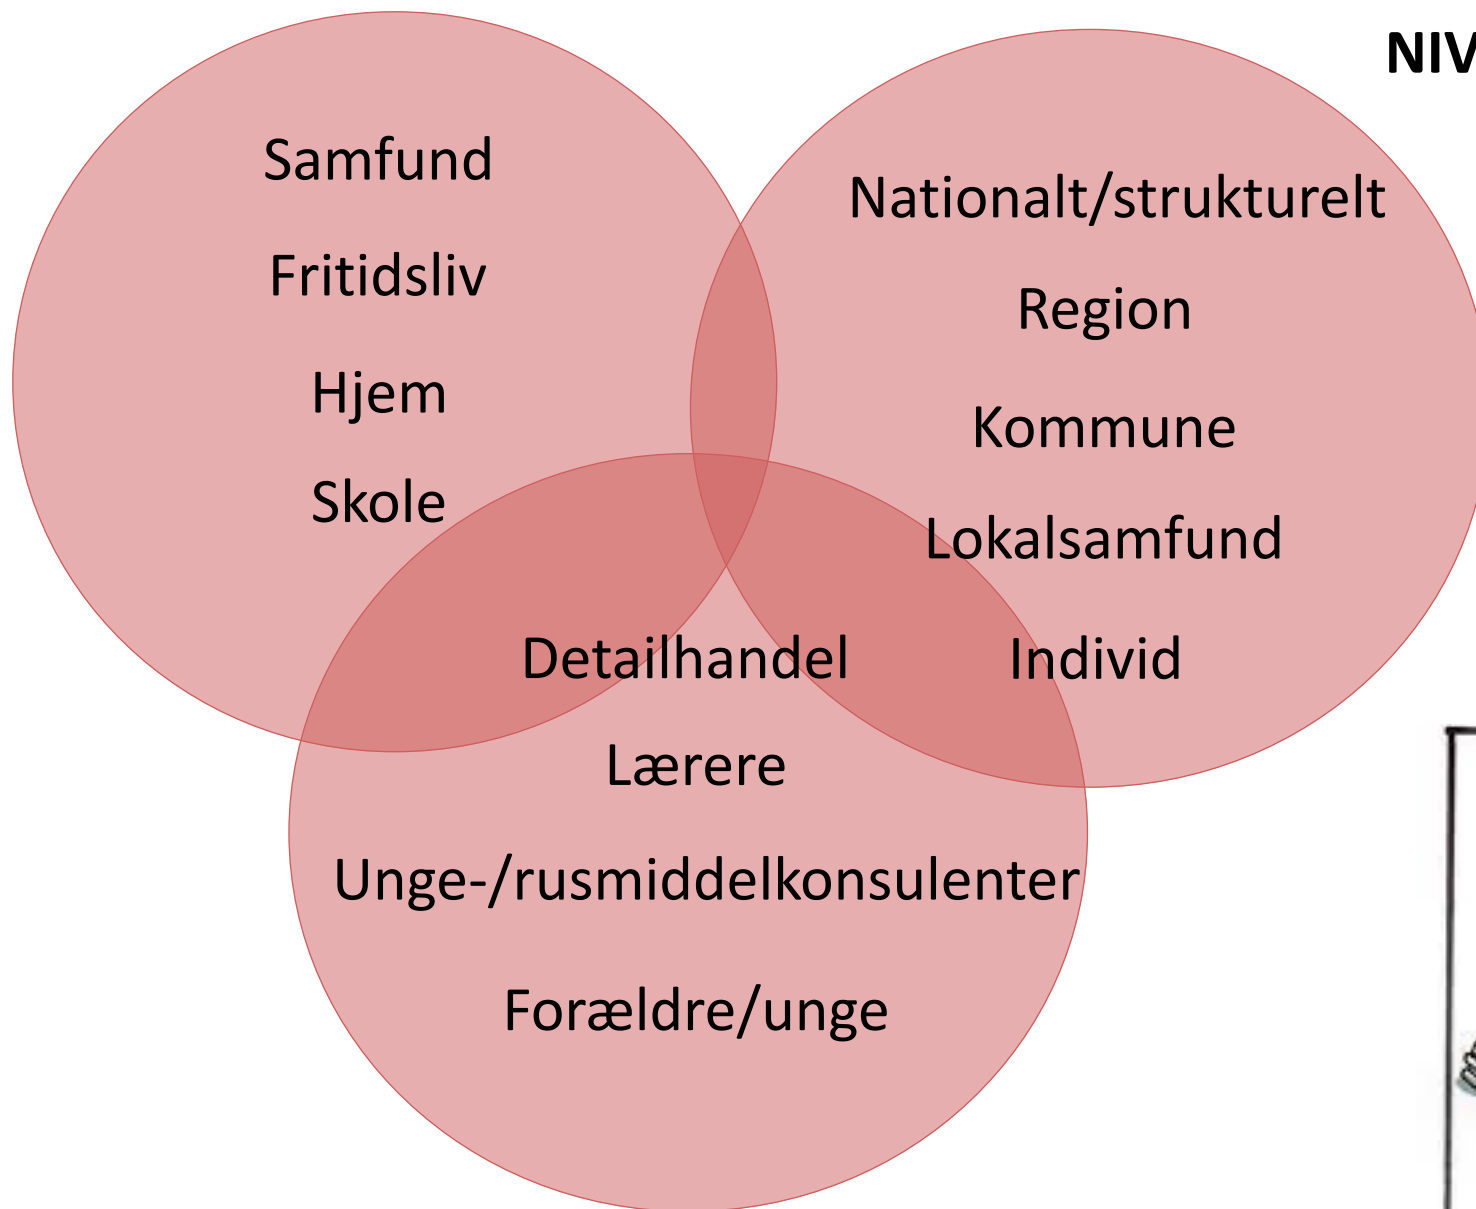 NIV
Samfund
Fritidsliv
Hjem
Skole
Nationalt/strukturelt
Region
Kommune
Lokalsamfund
Individ
Detailhandel
Lærere
Unge-/rusmiddelkonsulenter
Forældre/unge